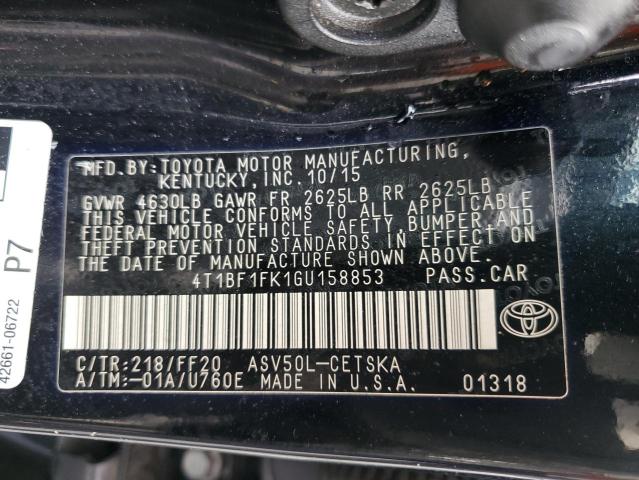 MFD.BY:TOYOTA MOTOR MANUFACTURING,
KENTUCKY,INC. 10/15
GVWR 4630LB GAWR FR 2625LB RR 2625LB
THIS VEHICLE CONFORMS TO ALL APPLICABLE
FEDERAL MOTOR VEHICLE SAFETY,BUMPER,AND
THEFT PREVENTION STANDARDS IN EFFECT ON
THE DATE OF MANUFACTURE SHOWN ABOVE.
4T1BF1FK1GU158853 PASS.CAR
C/TR:218/FF20 ASV50L-CETSKA
A/TM:-01A/U760E MADE IN U.S.A. 01318
P7
42661-06722